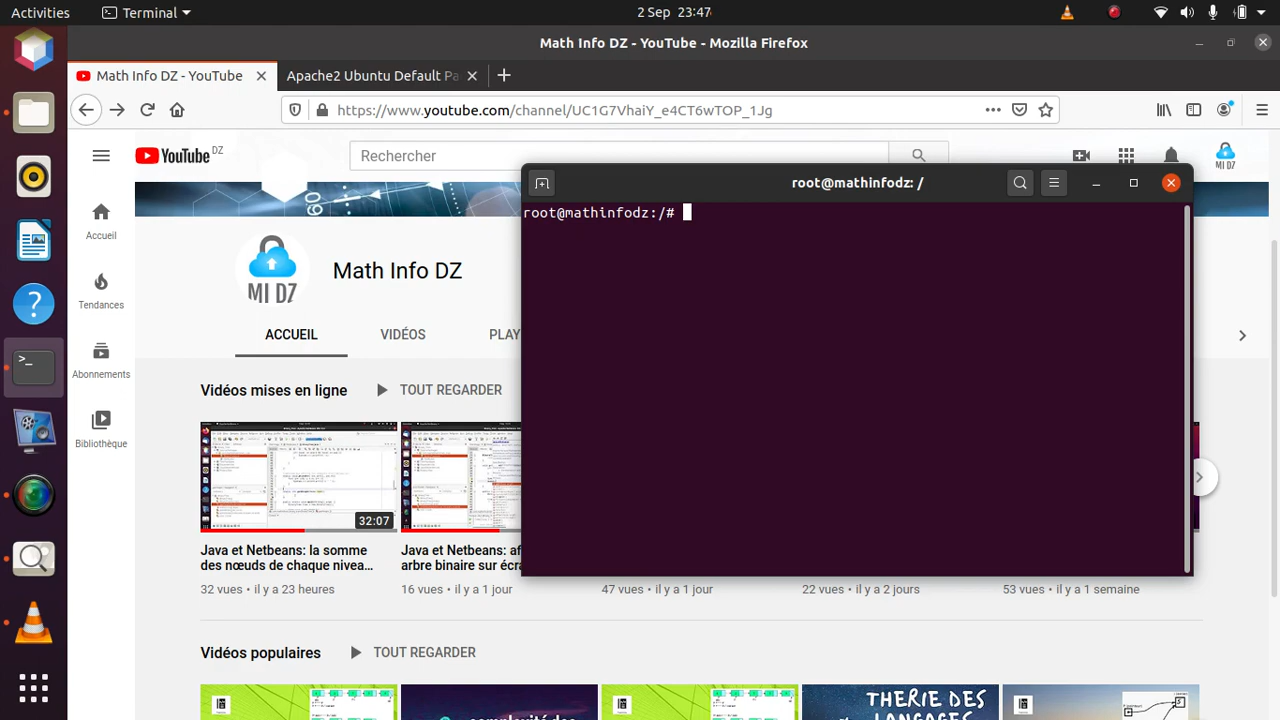 Activities
Terminal
2 Sep 23:47
Math Info DZ - YouTube - Mozilla Firefox
Math Info DZ - YouTube
Apache2 Ubuntu Default Pa
https://www.youtube.com/channel/UC1G7VhaiY_e4CT6wTOP_1Jg
YouTube DZ
Rechercher
root@mathinfodz: /
root@mathinfodz:/#
Accueil
Tendances
Abonnements
Bibliothèque
MI DZ
Math Info DZ
ACCUEIL
VIDÉOS
PLAY
Vidéos mises en ligne
TOUT REGARDER
32:07
Java et Netbeans: la somme
des nœuds de chaque nivea...
32 vues • il y a 23 heures
Java et Netbeans: af
arbre binaire sur écra
16 vues • il y a 1 jour
47 vues • il y a 1 jour
22 vues • il y a 2 jours
53 vues • il y a 1 semaine
Vidéos populaires
TOUT REGARDER
THERIE DES